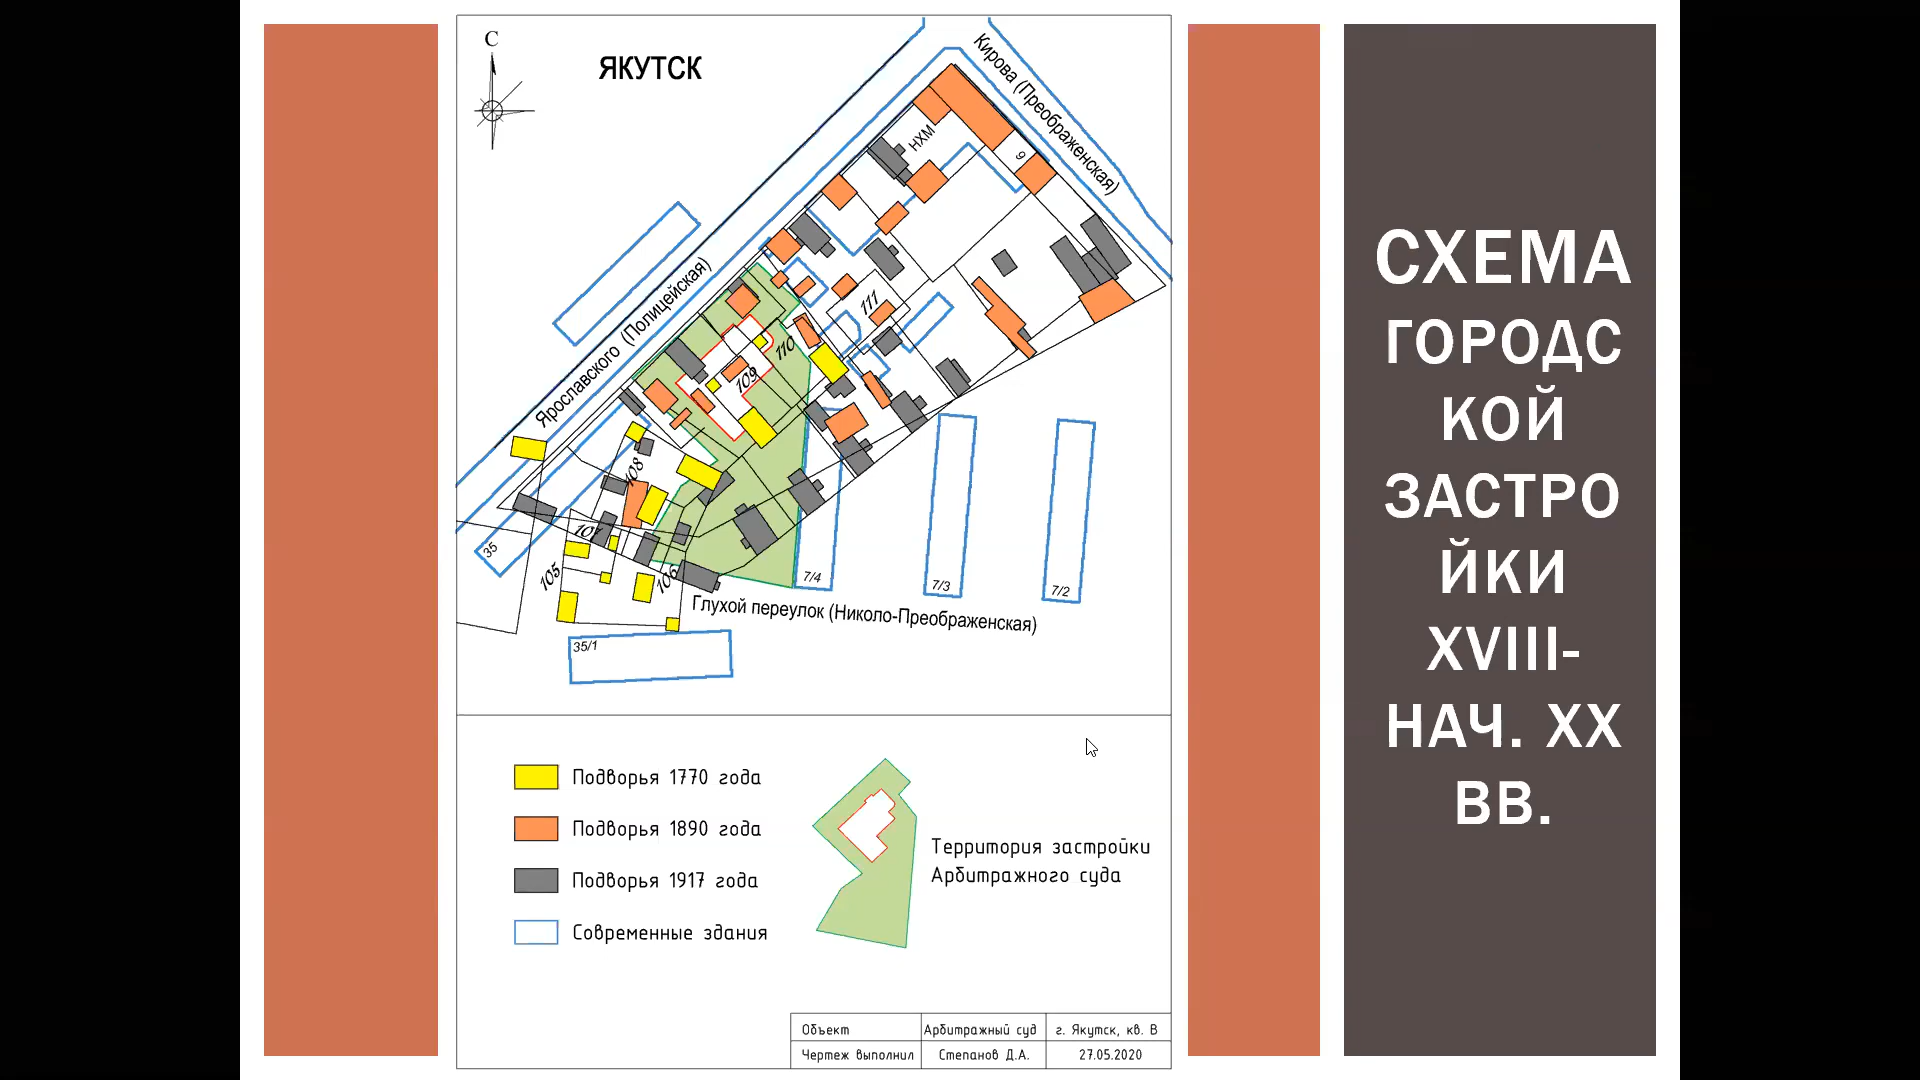 С
ЯКУТСК
Кирова (Преображенская)
НХМ
9
Ярославского (Полицейская)
111
110
109
108
107
105
106
35
7/4
7/3
7/2
Глухой переулок (Николо-Преображенская)
35/1
Подворья 1770 года
Подворья 1890 года
Подворья 1917 года
Современные здания
Территория застройки
Арбитражного суда
Объект Арбитражный суд г. Якутск, кв. В
Чертеж выполнил Степанов Д.А. 27.05.2020
СХЕМА
ГОРОДС
КОЙ
ЗАСТРО
ЙКИ
XVIII-
НАЧ. XX
ВВ.